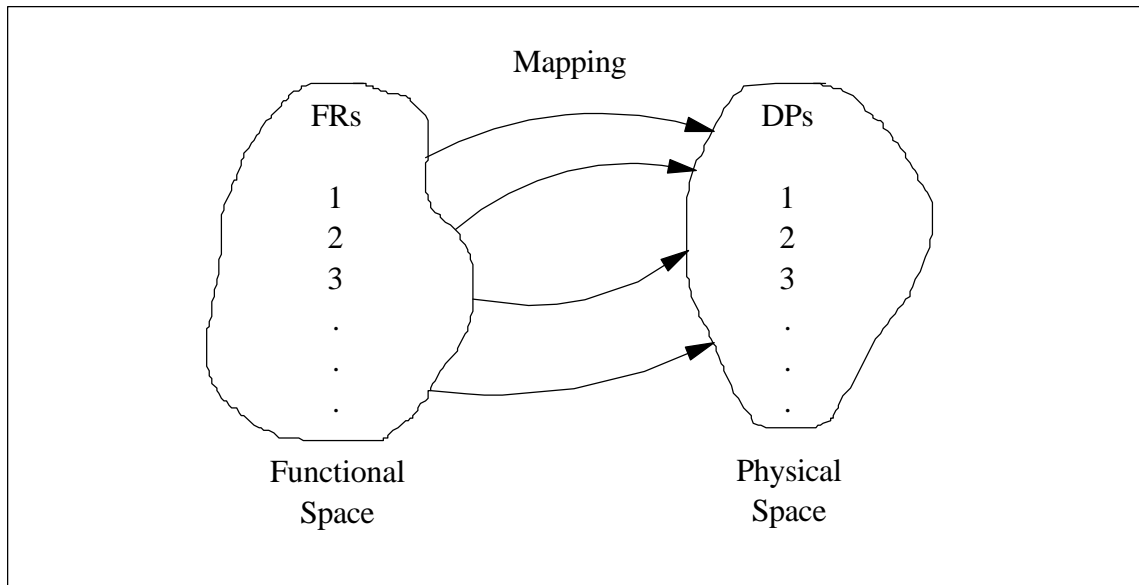 Mapping
FRs
1
2
3
.
.
.
Functional
Space
DPs
1
2
3
.
.
.
Physical
Space